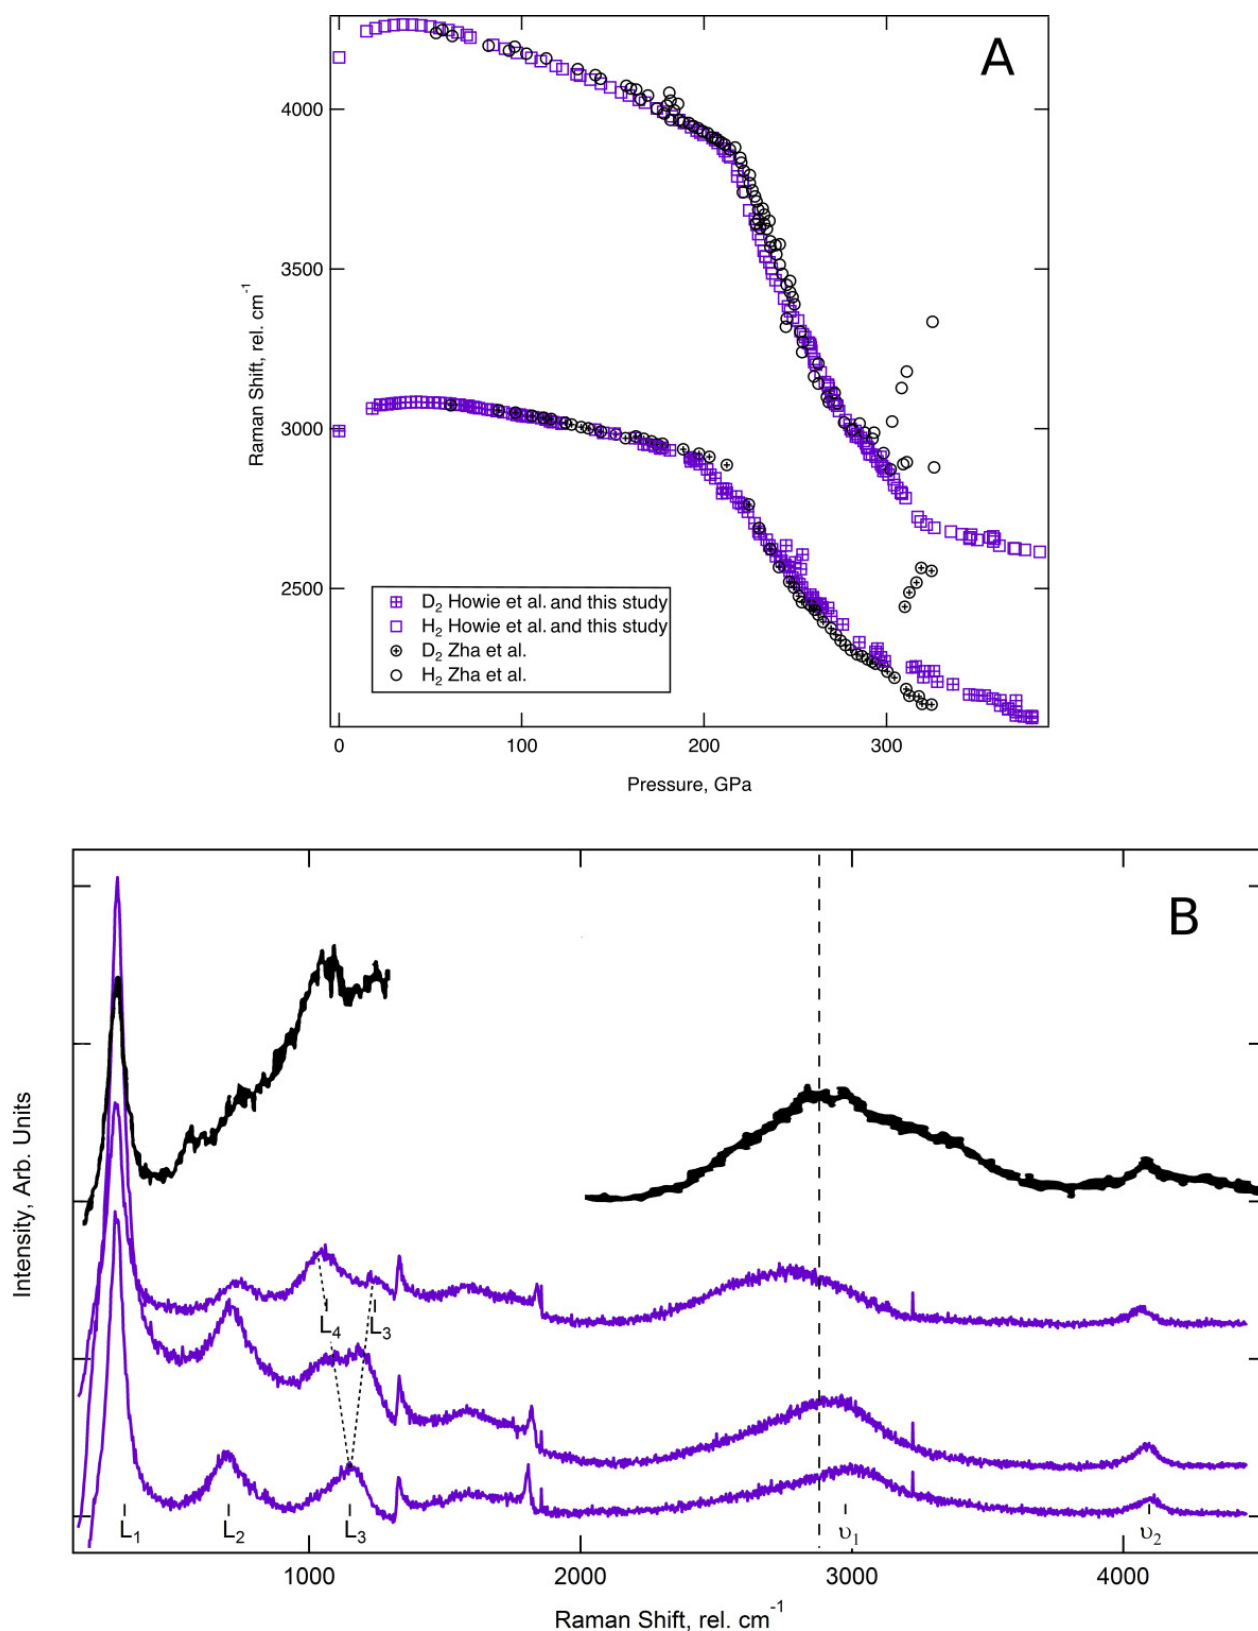 A
4000
3500
3000
2500
Raman Shift, rel. cm⁻¹
D₂ Howie et al. and this study
H₂ Howie et al. and this study
D₂ Zha et al.
H₂ Zha et al.
0 100 200 300
Pressure, GPa
B
Intensity, Arb. Units
L₄ L₃
L₁ L₂ L₃ υ₁ υ₂
1000 2000 3000 4000
Raman Shift, rel. cm⁻¹